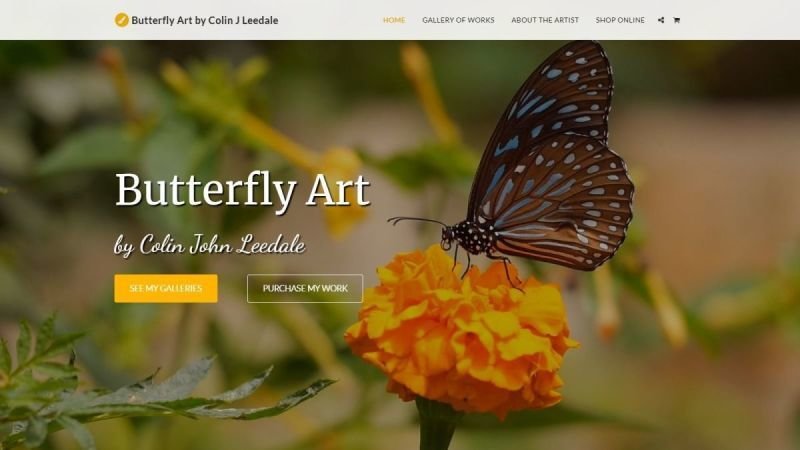 Butterfly Art by Colin J Leedale
HOME GALLERY OF WORKS ABOUT THE ARTIST SHOP ONLINE
Butterfly Art
by Colin John Leedale
SEE MY GALLERIES PURCHASE MY WORK